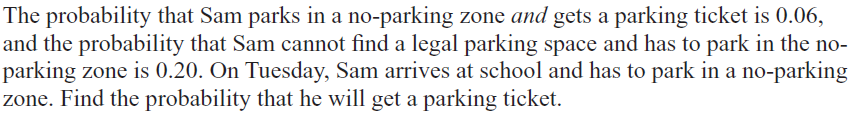 The probability that Sam parks in a no-parking zone and gets a parking ticket is 0.06,
and the probability that Sam cannot find a legal parking space and has to park in the no-
parking zone is 0.20. On Tuesday, Sam arrives at school and has to park in a no-parking
zone. Find the probability that he will get a parking ticket.